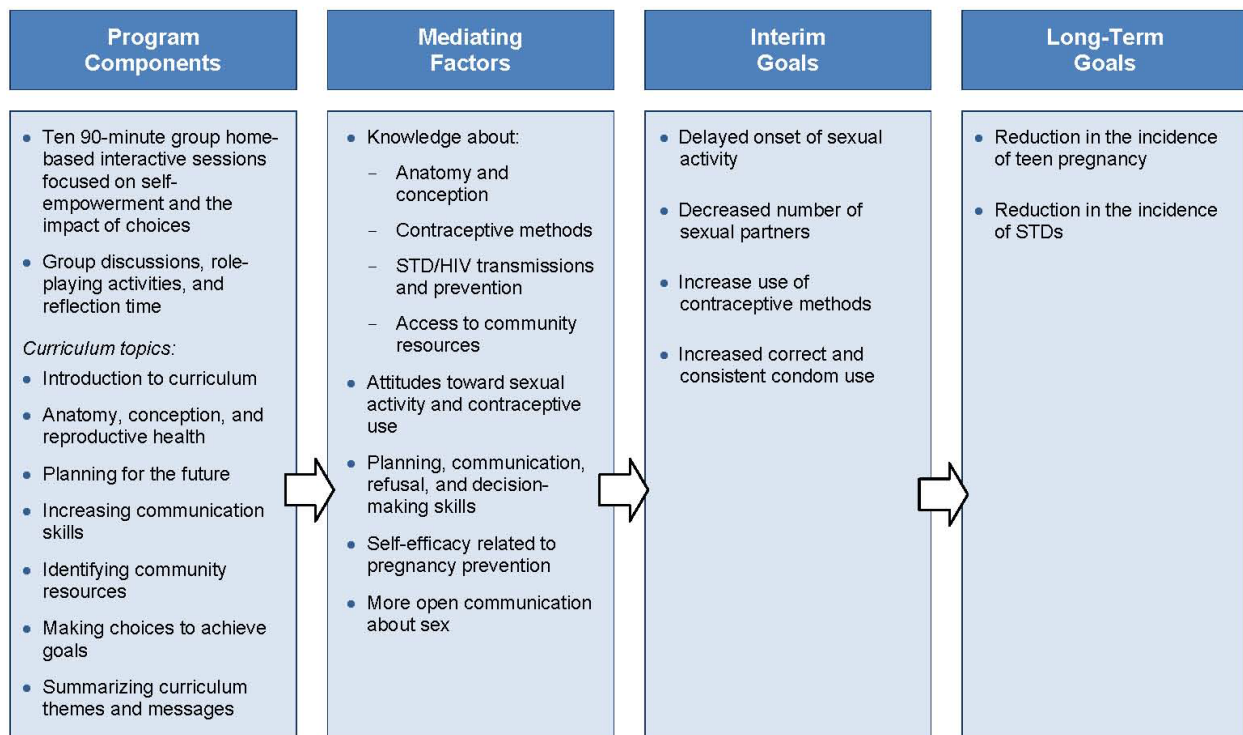 Program
Components
Ten 90-minute group home-
based interactive sessions
focused on self-
empowerment and the
impact of choices
Group discussions, role-
playing activities, and
reflection time
Curriculum topics:
Introduction to curriculum
Anatomy, conception, and
reproductive health
Planning for the future
Increasing communication
skills
Identifying community
resources
Making choices to achieve
goals
Summarizing curriculum
themes and messages
Mediating
Factors
Knowledge about:
– Anatomy and
conception
– Contraceptive methods
– STD/HIV transmissions
and prevention
– Access to community
resources
Attitudes toward sexual
activity and contraceptive
use
Planning, communication,
refusal, and decision-
making skills
Self-efficacy related to
pregnancy prevention
More open communication
about sex
Interim
Goals
Delayed onset of sexual
activity
Decreased number of
sexual partners
Increase use of
contraceptive methods
Increased correct and
consistent condom use
Long-Term
Goals
Reduction in the incidence
of teen pregnancy
Reduction in the incidence
of STDs